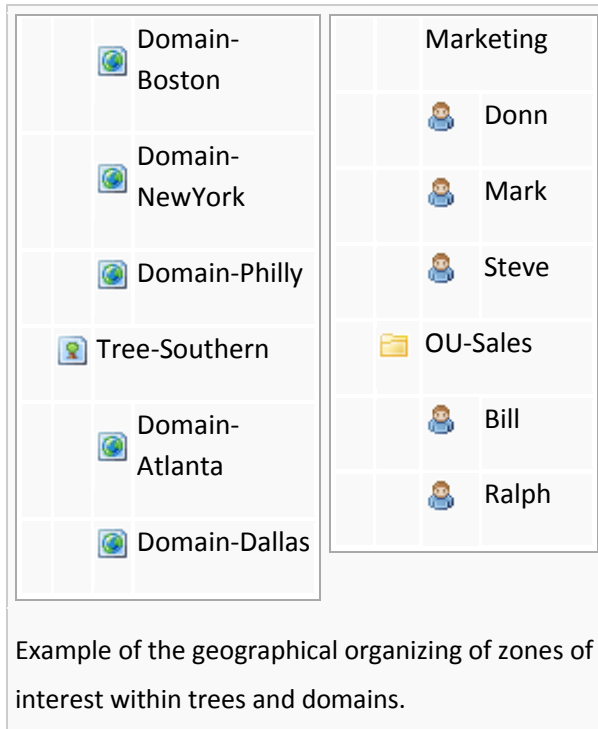 Domain-
Boston
Domain-
NewYork
Domain-Philly
Tree-Southern
Domain-
Atlanta
Domain-Dallas
Marketing
Donn
Mark
Steve
OU-Sales
Bill
Ralph
Example of the geographical organizing of zones of
interest within trees and domains.